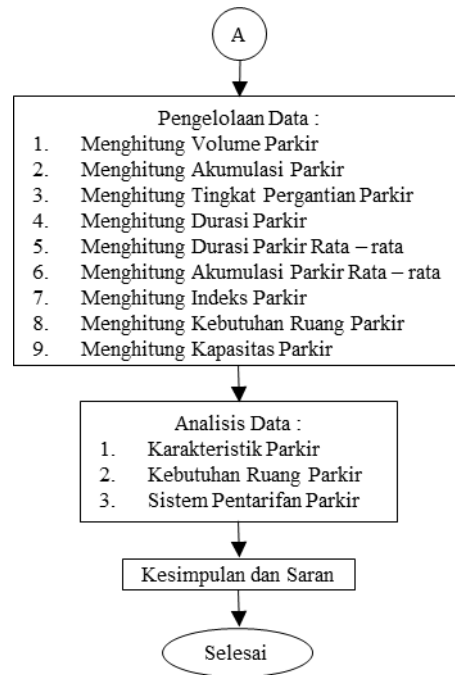 A
Pengelolaan Data :
1. Menghitung Volume Parkir
2. Menghitung Akumulasi Parkir
3. Menghitung Tingkat Pergantian Parkir
4. Menghitung Durasi Parkir
5. Menghitung Durasi Parkir Rata – rata
6. Menghitung Akumulasi Parkir Rata – rata
7. Menghitung Indeks Parkir
8. Menghitung Kebutuhan Ruang Parkir
9. Menghitung Kapasitas Parkir
Analisis Data :
1. Karakteristik Parkir
2. Kebutuhan Ruang Parkir
3. Sistem Pentarifan Parkir
Kesimpulan dan Saran
Selesai